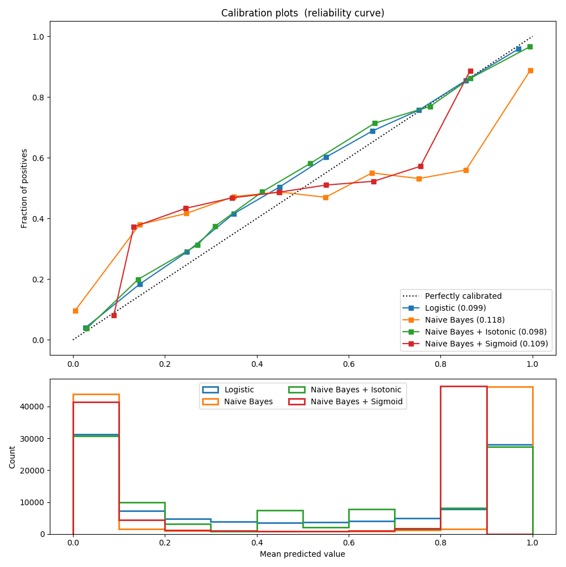 Calibration plots (reliability curve)
1.0
0.8
0.6
0.4
0.2
0.0
Fraction of positives
Perfectly calibrated
Logistic (0.099)
Naive Bayes (0.118)
Naive Bayes + Isotonic (0.098)
Naive Bayes + Sigmoid (0.109)
0.0 0.2 0.4 0.6 0.8 1.0
Logistic
Naive Bayes
Naive Bayes + Isotonic
Naive Bayes + Sigmoid
40000
30000
20000
10000
0
Count
0.0 0.2 0.4 0.6 0.8 1.0
Mean predicted value